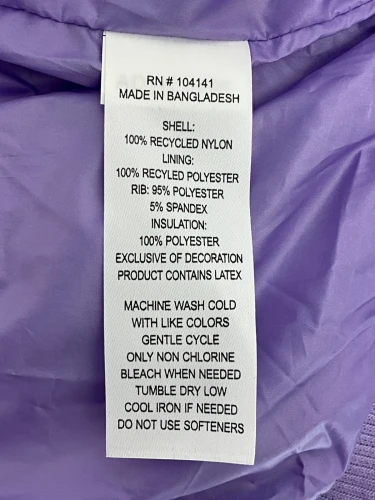 RN # 104141
MADE IN BANGLADESH
SHELL:
100% RECYCLED NYLON
LINING:
100% RECYLED POLYESTER
RIB: 95% POLYESTER
5% SPANDEX
INSULATION:
100% POLYESTER
EXCLUSIVE OF DECORATION
PRODUCT CONTAINS LATEX
MACHINE WASH COLD
WITH LIKE COLORS
GENTLE CYCLE
ONLY NON CHLORINE
BLEACH WHEN NEEDED
TUMBLE DRY LOW
COOL IRON IF NEEDED
DO NOT USE SOFTENERS